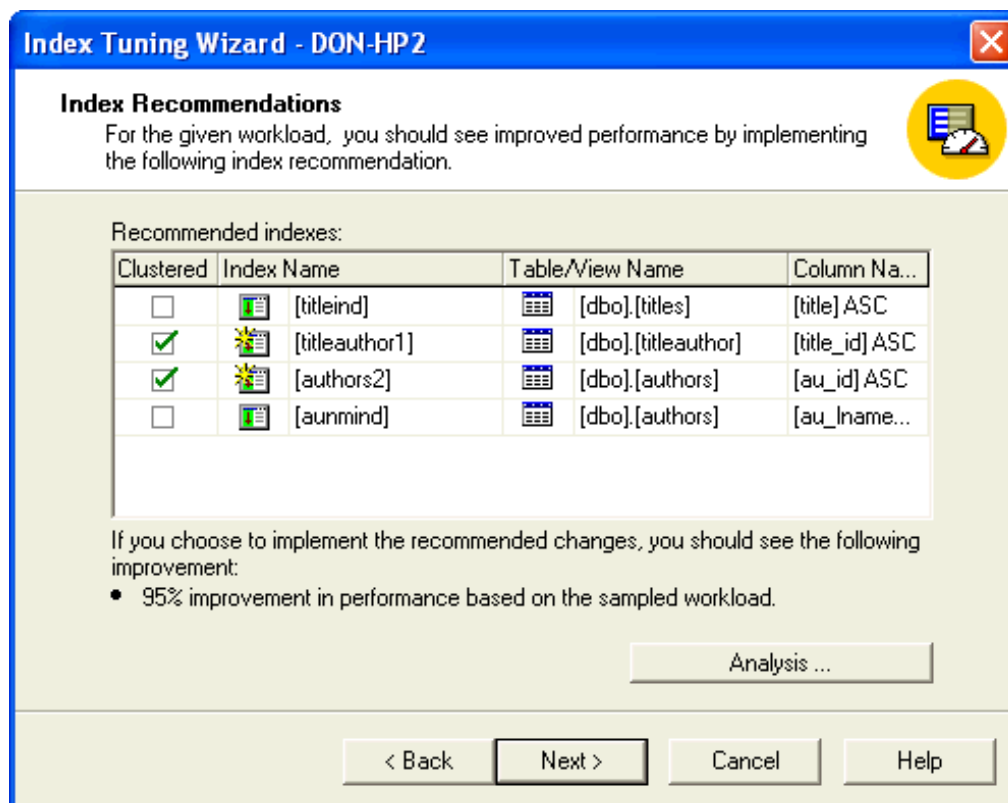 Index Tuning Wizard - DON-HP2
Index Recommendations
For the given workload, you should see improved performance by implementing
the following index recommendation.
Recommended indexes:
Clustered Index Name Table/View Name Column Na...
[titleind] [dbo].[titles] [title] ASC
[titleauthor1] [dbo].[titleauthor] [title_id] ASC
[authors2] [dbo].[authors] [au_id] ASC
[aunmind] [dbo].[authors] [au_lname...
If you choose to implement the recommended changes, you should see the following
improvement:
• 95% improvement in performance based on the sampled workload.
Analysis ...
< Back Next > Cancel Help